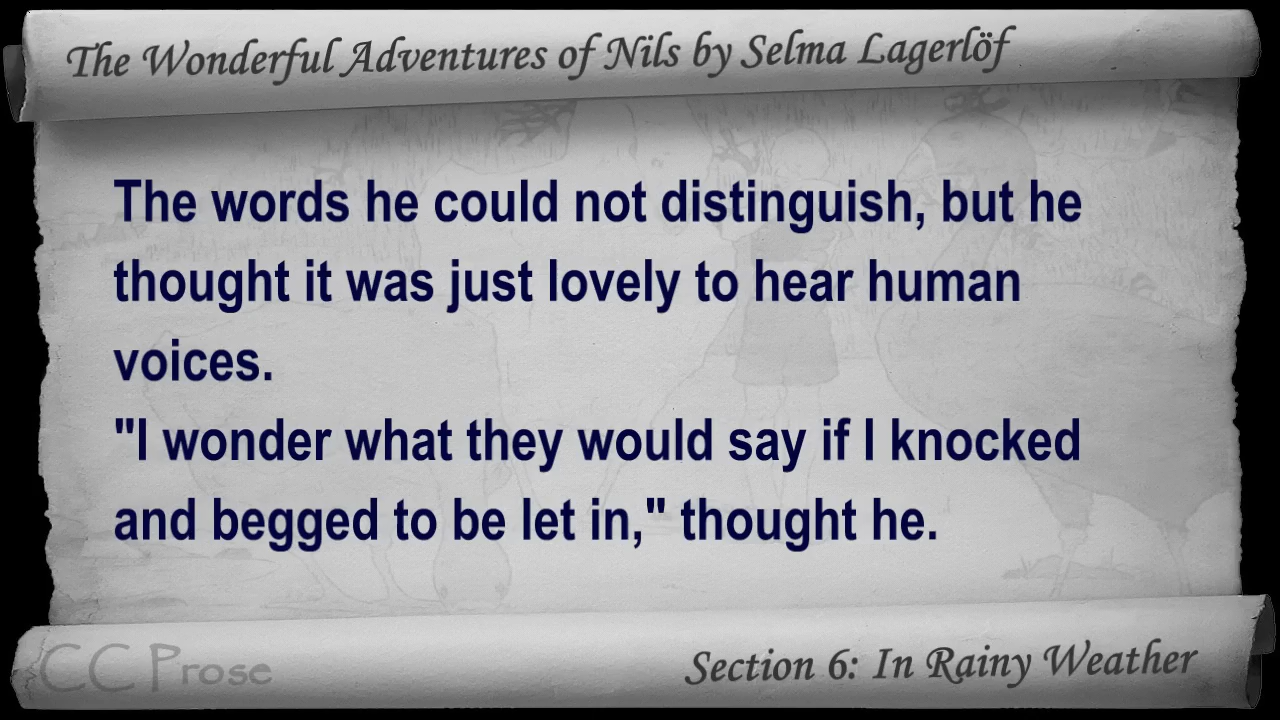 The Wonderful Adventures of Nils by Selma Lagerlöf
The words he could not distinguish, but he
thought it was just lovely to hear human
voices.
"I wonder what they would say if I knocked
and begged to be let in," thought he.
CC Prose
Section 6: In Rainy Weather